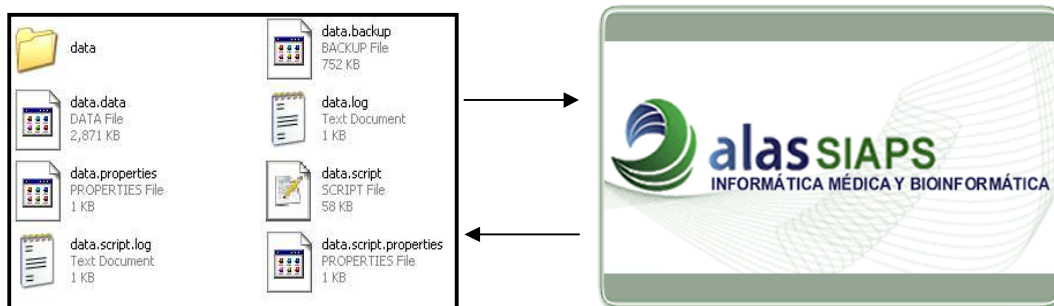 data
data.backup
BACKUP File
752 KB
data.data
DATA File
2,871 KB
data.log
Text Document
1 KB
data.properties
PROPERTIES File
1 KB
data.script
SCRIPT File
58 KB
data.script.log
Text Document
1 KB
data.script.properties
PROPERTIES File
1 KB
alas SIAPS
INFORMÁTICA MÉDICA Y BIOINFORMÁTICA